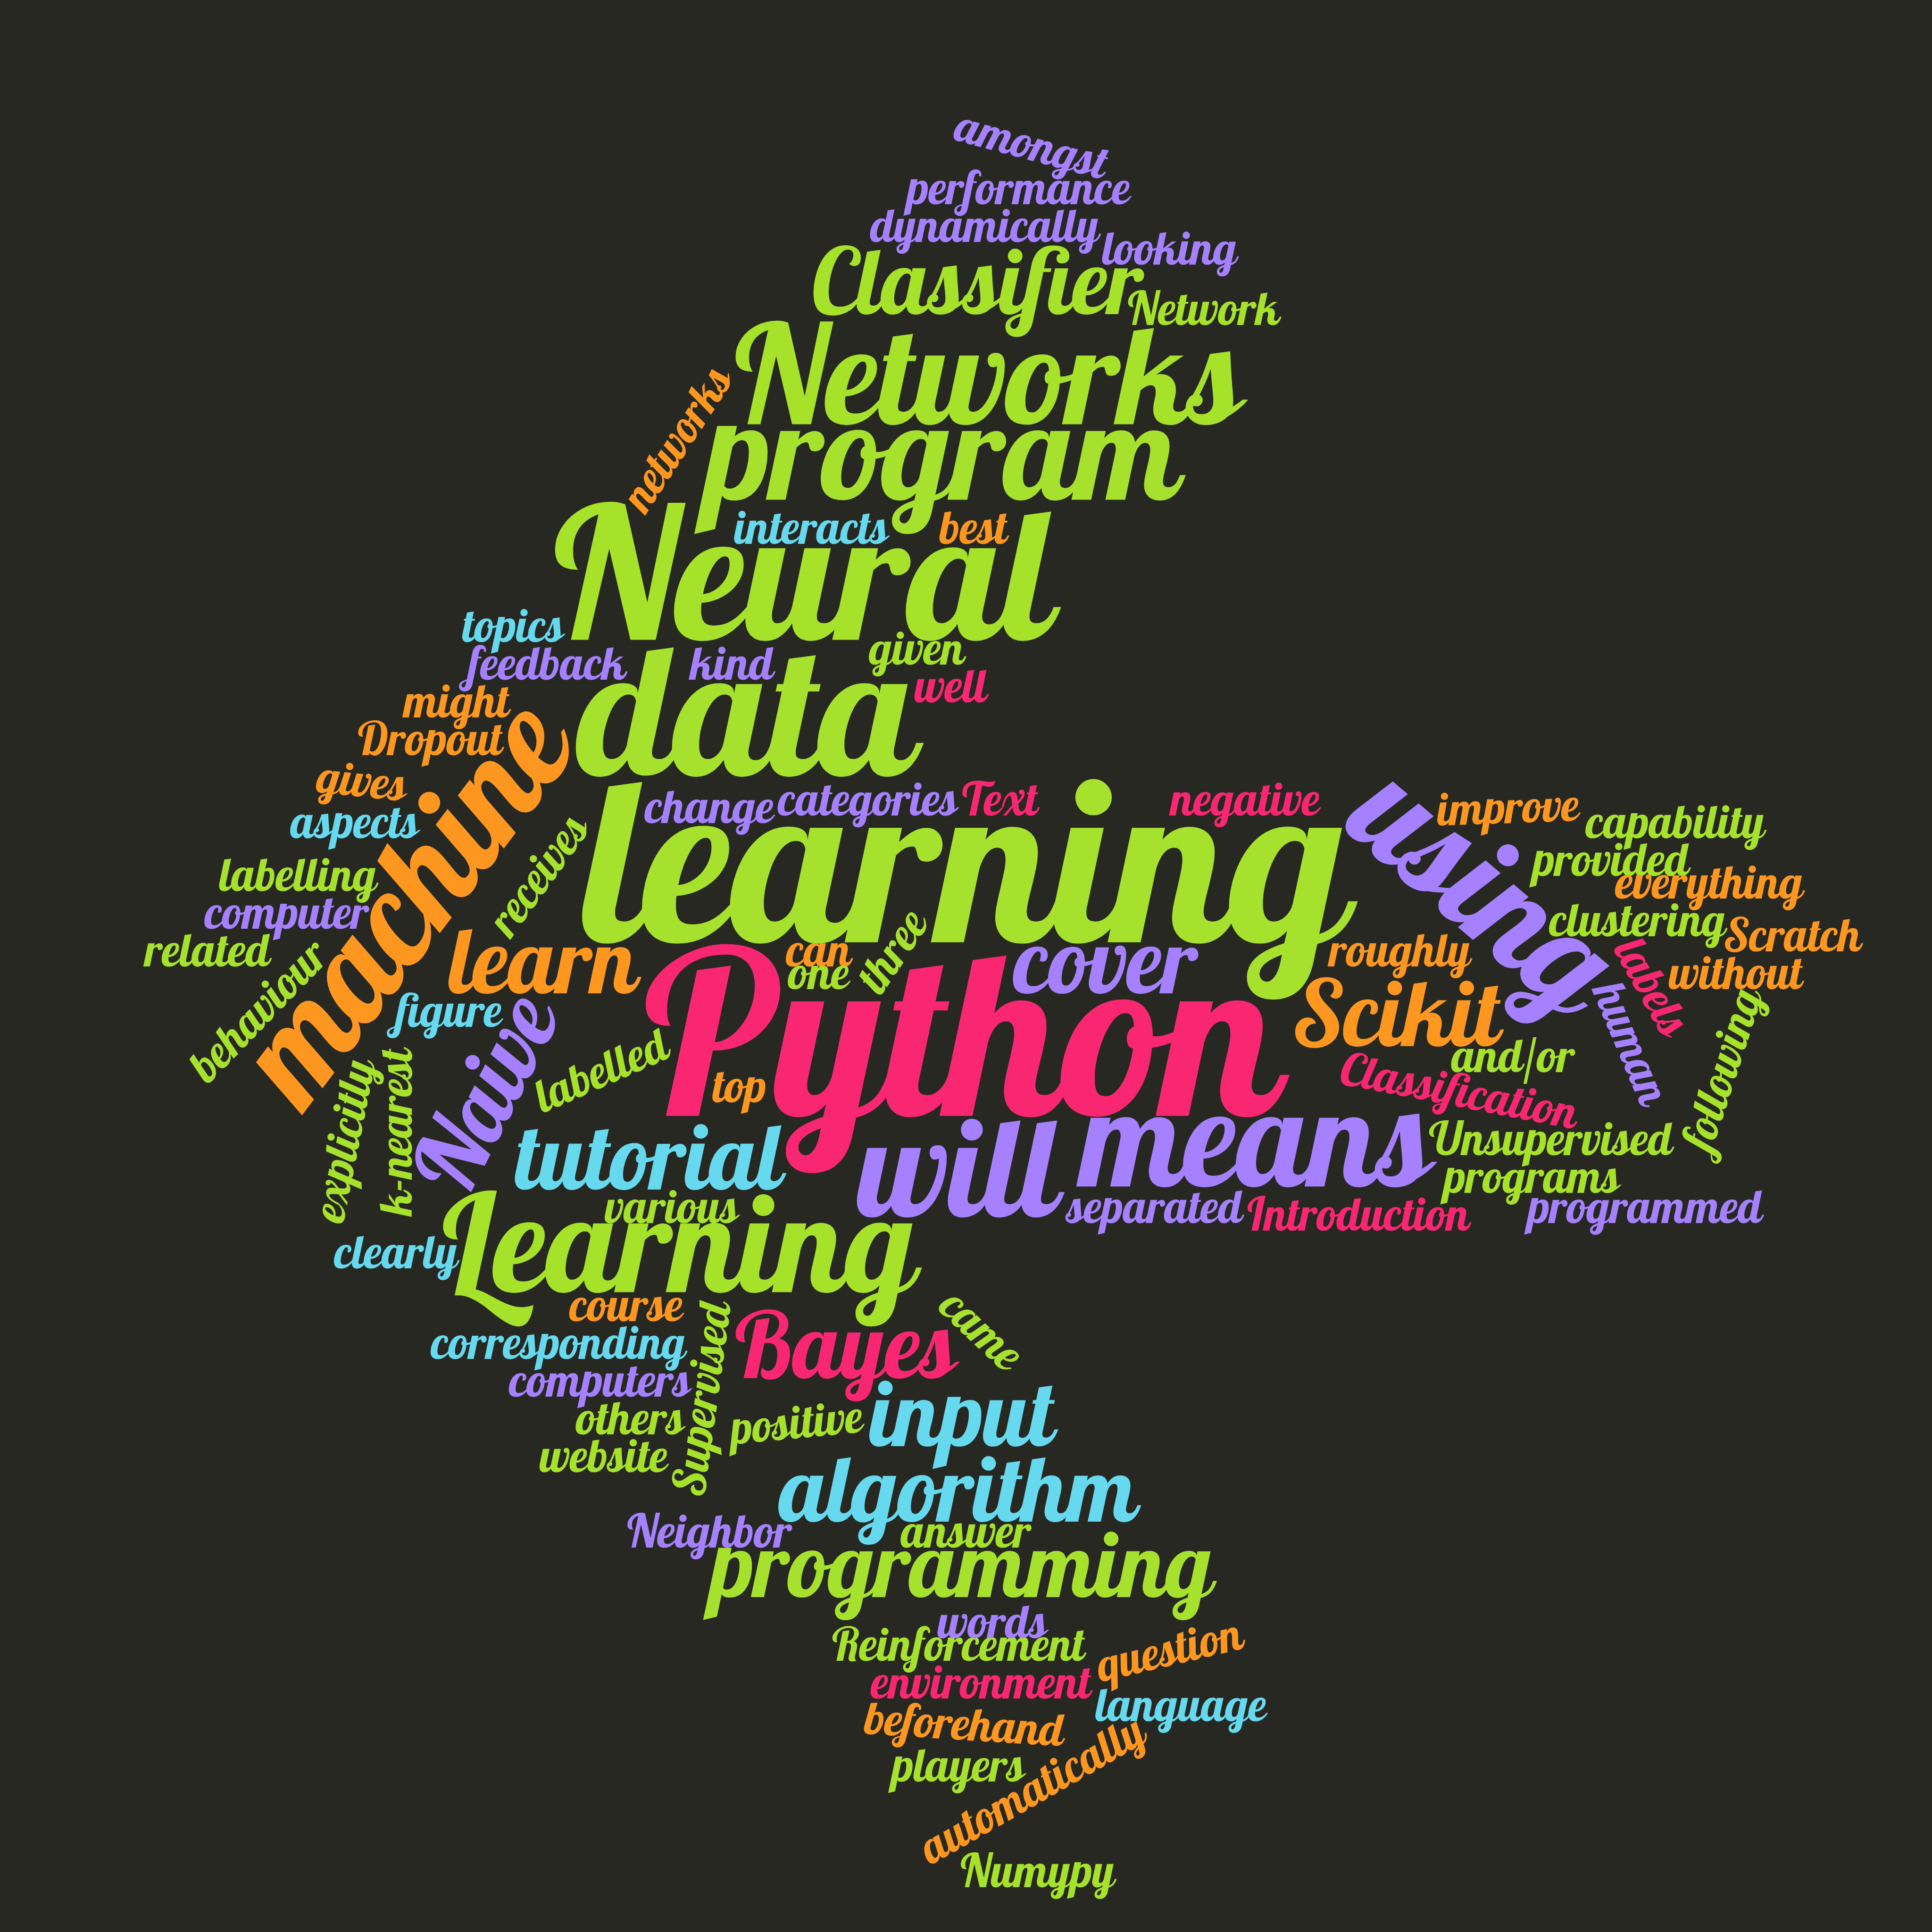 amongst
performance
dynamically
looking
Classifier
Network
Networks
networks
program
interacts best
Neural
topics
given
feedback kind
well
might
data
Dropout
machine
gives
change categories Text negative
using
improve
aspects
capability
receives
learning
provided
labelling
everything
computer
clustering
related
Scratch
behaviour
learn
can
one
three
cover
roughly
labels
without
figure
Python
Scikit
human
following
Naive
labelled
top
and/or
explicitly
k-nearest
Classification
tutorial
will
means
Unsupervised
programs
various
separated
Introduction
programmed
clearly
Learning
course
came
corresponding
Supervised
Bayes
computers
others
positive
input
website
algorithm
Neighbor
answer
programming
words
Reinforcement
question
environment
language
beforehand
players
automatically
Numypy